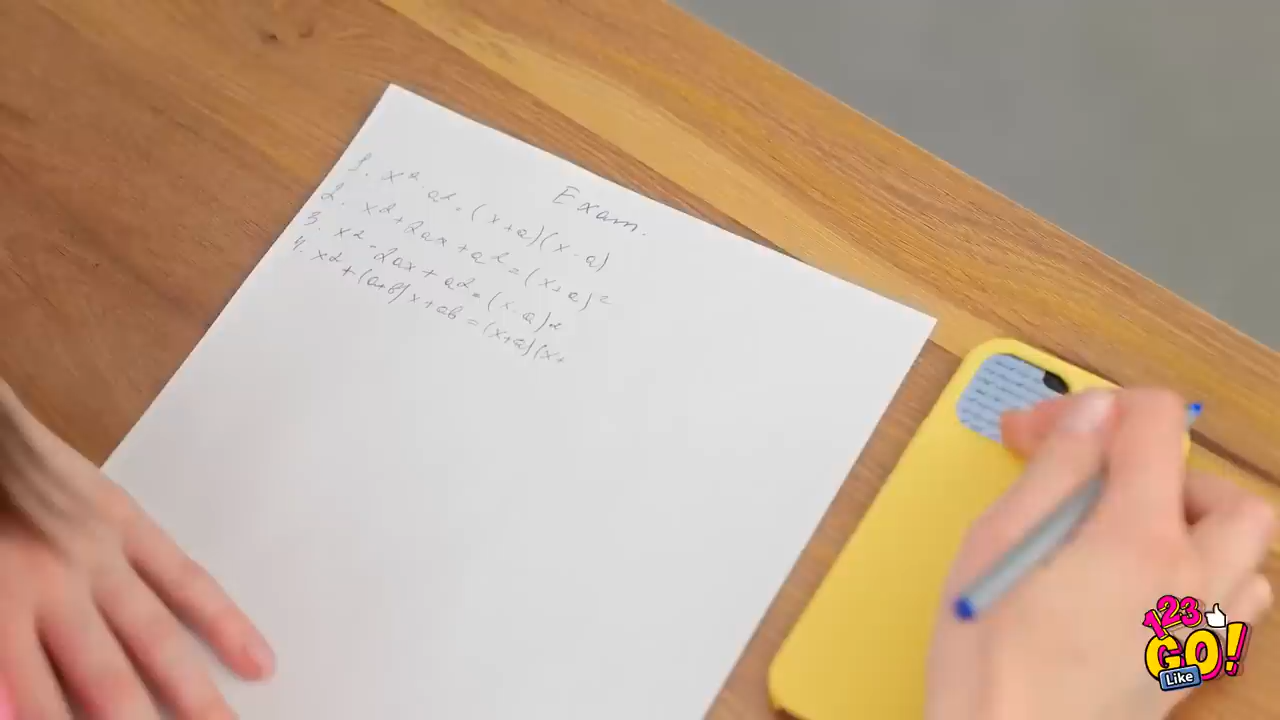 Exam.
1. x² - a² = (x+a)(x-a)
2. x² + 2ax + a² = (x+a)²
3. x² - 2ax + a² = (x-a)²
4. x² + (a+b)x + ab = (x+a)(x+
123
GO!
Like